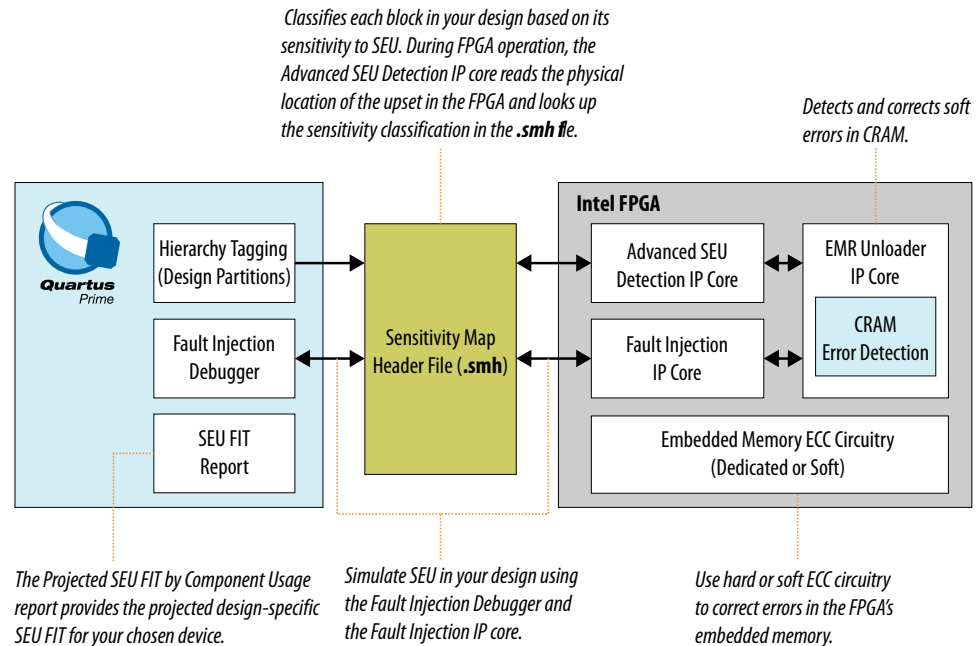 Classifies each block in your design based on its
sensitivity to SEU. During FPGA operation, the
Advanced SEU Detection IP core reads the physical
location of the upset in the FPGA and looks up
the sensitivity classification in the .smh file.
Detects and corrects soft
errors in CRAM.
Quartus
Prime
Hierarchy Tagging
(Design Partitions)
Fault Injection
Debugger
SEU FIT
Report
Sensitivity Map
Header File (.smh)
Intel FPGA
Advanced SEU
Detection IP Core
EMR Unloader
IP Core
CRAM
Error Detection
Fault Injection
IP Core
Embedded Memory ECC Circuitry
(Dedicated or Soft)
The Projected SEU FIT by Component Usage
report provides the projected design-specific
SEU FIT for your chosen device.
Simulate SEU in your design using
the Fault Injection Debugger and
the Fault Injection IP core.
Use hard or soft ECC circuitry
to correct errors in the FPGA's
embedded memory.